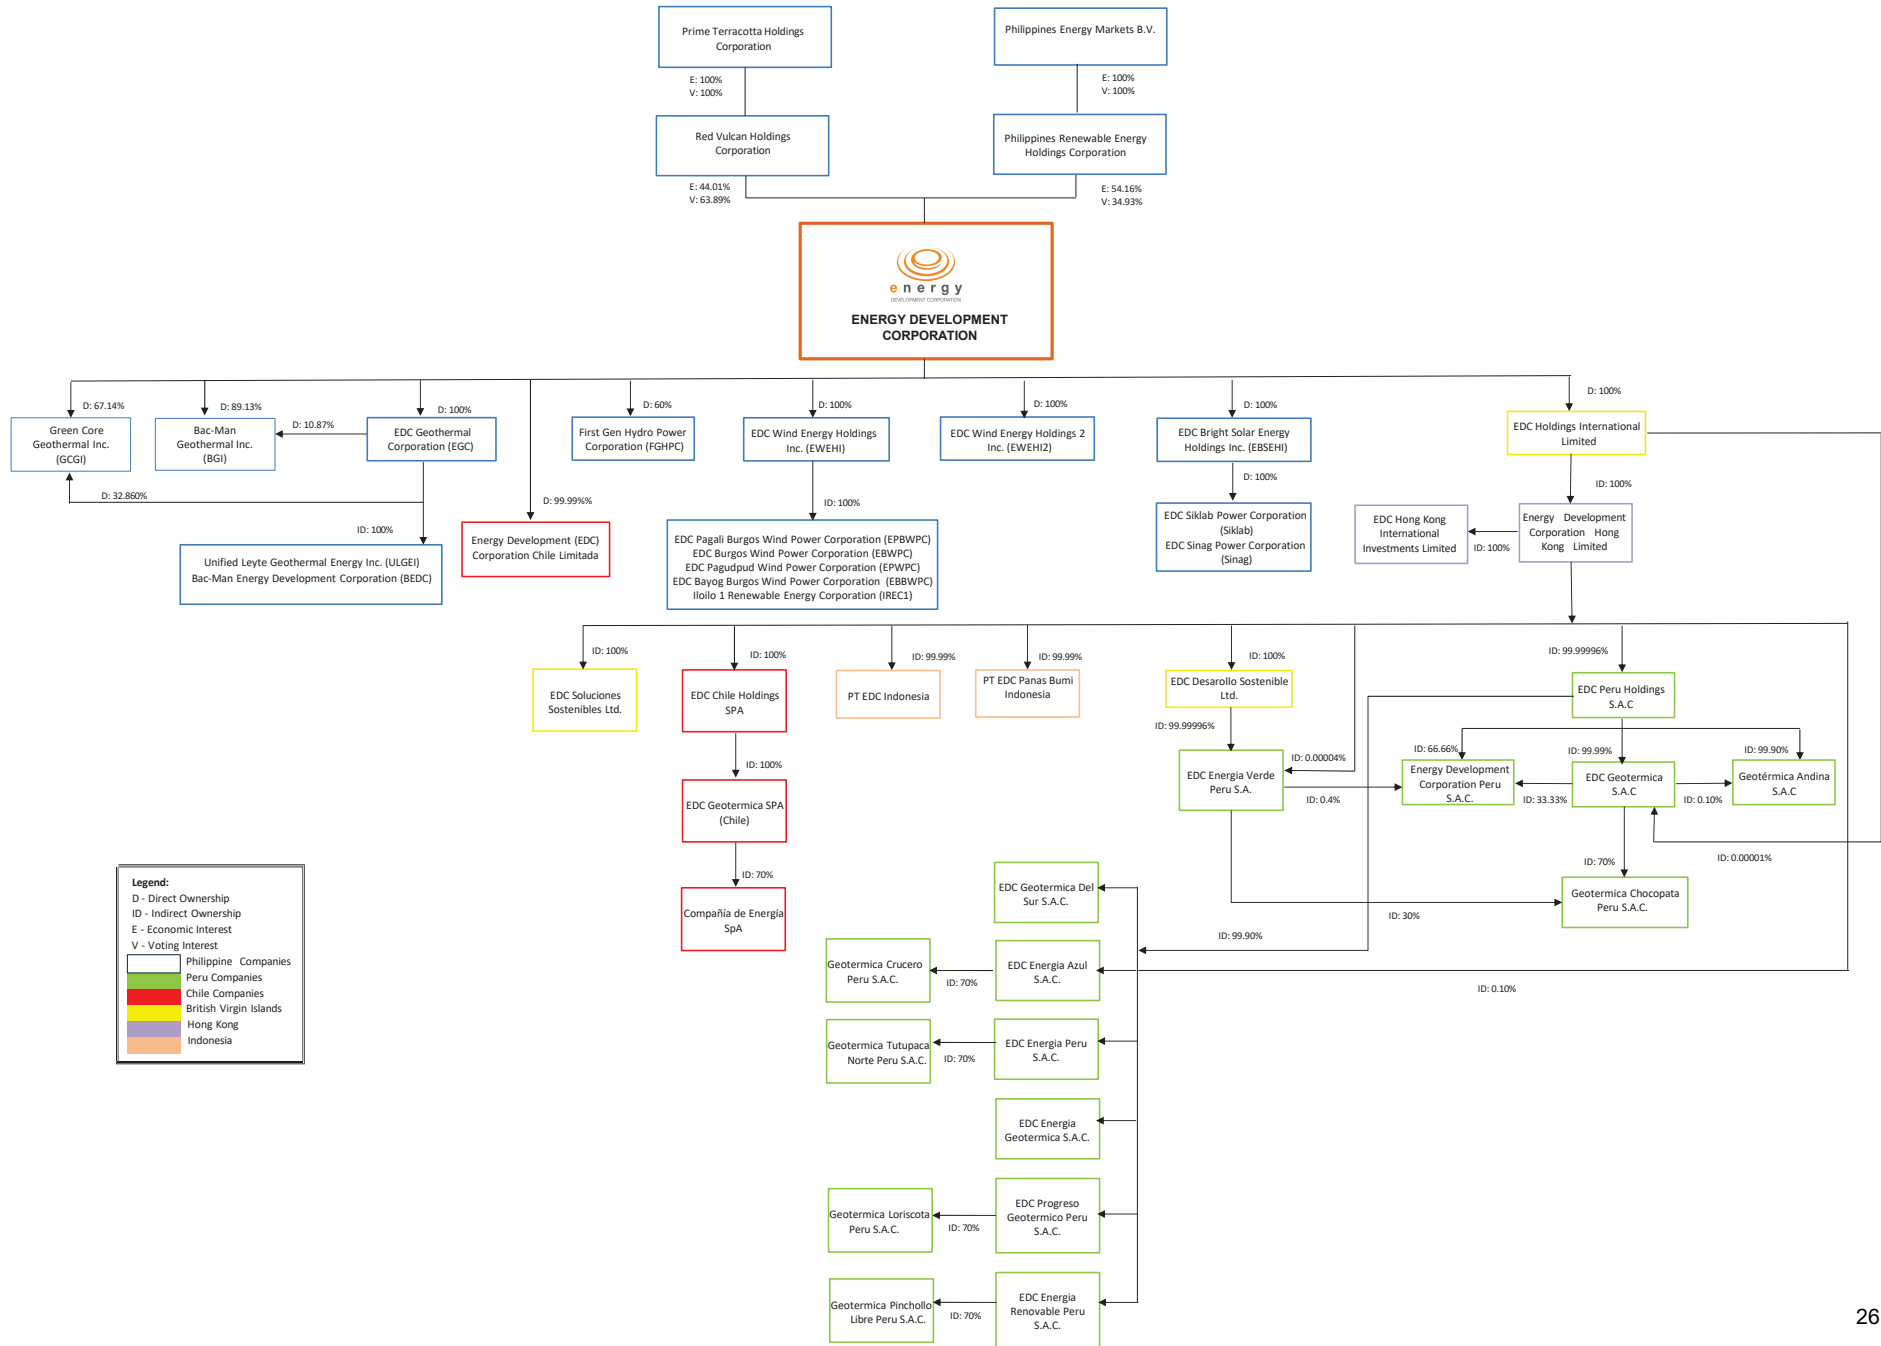 Prime Terracotta Holdings
Corporation
Philippines Energy Markets B.V.
E: 100%
V: 100%
E: 100%
V: 100%
Red Vulcan Holdings
Corporation
Philippines Renewable Energy
Holdings Corporation
E: 44.01%
V: 63.89%
E: 54.16%
V: 34.93%
energy
DEVELOPMENT CORPORATION
ENERGY DEVELOPMENT
CORPORATION
D: 67.14%
D: 89.13%
D: 100%
D: 60%
D: 100%
D: 100%
D: 100%
D: 100%
Green Core
Geothermal Inc.
(GCGI)
Bac-Man
Geothermal Inc.
(BGI)
D: 10.87%
EDC Geothermal
Corporation (EGC)
First Gen Hydro Power
Corporation (FGHPC)
EDC Wind Energy Holdings
Inc. (EWEHI)
EDC Wind Energy Holdings 2
Inc. (EWEHI2)
EDC Bright Solar Energy
Holdings Inc. (EBSEHI)
EDC Holdings International
Limited
D: 32.860%
D: 99.99%%
ID: 100%
D: 100%
ID: 100%
ID: 100%
Energy Development (EDC)
Corporation Chile Limitada
Unified Leyte Geothermal Energy Inc. (ULGEI)
Bac-Man Energy Development Corporation (BEDC)
EDC Pagali Burgos Wind Power Corporation (EPBWPC)
EDC Burgos Wind Power Corporation (EBWPC)
EDC Pagudpud Wind Power Corporation (EPWPC)
EDC Bayog Burgos Wind Power Corporation (EBBWPC)
Iloilo 1 Renewable Energy Corporation (IREC1)
EDC Siklab Power Corporation
(Siklab)
EDC Sinag Power Corporation
(Sinag)
EDC Hong Kong
International
Investments Limited
ID: 100%
Energy Development
Corporation Hong
Kong Limited
ID: 100%
ID: 100%
ID: 99.99%
ID: 99.99%
ID: 100%
ID: 99.99996%
EDC Soluciones
Sostenibles Ltd.
EDC Chile Holdings
SPA
PT EDC Indonesia
PT EDC Panas Bumi
Indonesia
EDC Desarollo Sostenible
Ltd.
EDC Peru Holdings
S.A.C
ID: 99.99996%
ID: 100%
ID: 0.00004%
ID: 66.66%
ID: 99.99%
ID: 99.90%
EDC Energia Verde
Peru S.A.
Energy Development
Corporation Peru
S.A.C.
EDC Geotermica
S.A.C
Geotérmica Andina
S.A.C
ID: 0.4%
ID: 33.33%
ID: 0.10%
EDC Geotermica SPA
(Chile)
ID: 70%
ID: 70%
ID: 0.00001%
Compañía de Energía
SpA
EDC Geotermica Del
Sur S.A.C.
Geotermica Chocopata
Peru S.A.C.
ID: 30%
ID: 99.90%
Legend:
D - Direct Ownership
ID - Indirect Ownership
E - Economic Interest
V - Voting Interest
Philippine Companies
Peru Companies
Chile Companies
British Virgin Islands
Hong Kong
Indonesia
Geotermica Crucero
Peru S.A.C.
ID: 70%
EDC Energia Azul
S.A.C.
ID: 0.10%
Geotermica Tutupaca
Norte Peru S.A.C.
ID: 70%
EDC Energia Peru
S.A.C.
EDC Energia
Geotermica S.A.C.
Geotermica Loriscota
Peru S.A.C.
ID: 70%
EDC Progreso
Geotermico Peru
S.A.C.
Geotermica Pinchollo
Libre Peru S.A.C.
ID: 70%
EDC Energia
Renovable Peru
S.A.C.
26